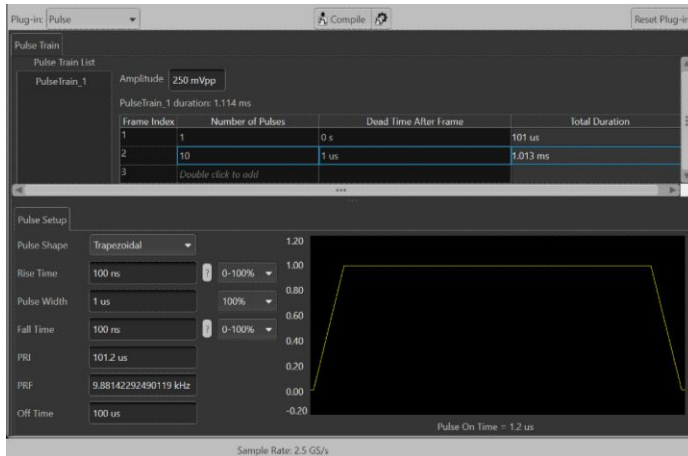 Plug-in: Pulse Compile Reset Plug-in
Pulse Train
Pulse Train List
PulseTrain_1
Amplitude 250 mVpp
PulseTrain_1 duration: 1.114 ms
Frame Index Number of Pulses Dead Time After Frame Total Duration
1 1 0 s 101 us
2 10 1 us 1.013 ms
3 Double click to add
Pulse Setup
Pulse Shape Trapezoidal
Rise Time 100 ns ? 0-100%
Pulse Width 1 us 100%
Fall Time 100 ns ? 0-100%
PRI 101.2 us
PRF 9.88142292490119 kHz
Off Time 100 us
1.20
1.00
0.80
0.60
0.40
0.20
0.00
-0.20
Pulse On Time = 1.2 us
Sample Rate: 2.5 GS/s